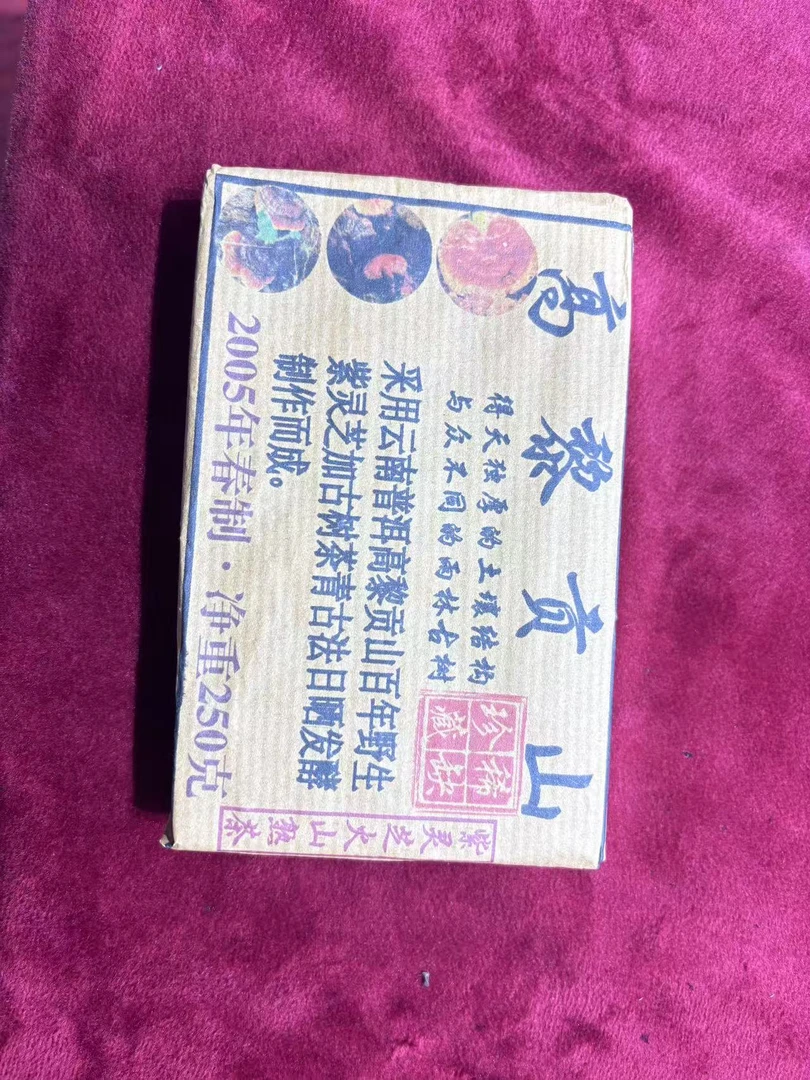 高黎贡山
得天独厚的土壤结构
与众不同的雨林古树
采用云南普洱高黎贡山百年野生
紫灵芝加古树茶青古法日晒发酵
制作而成。
2005年春制·净重250克
稀缺
珍藏
紫灵芝火山熟茶